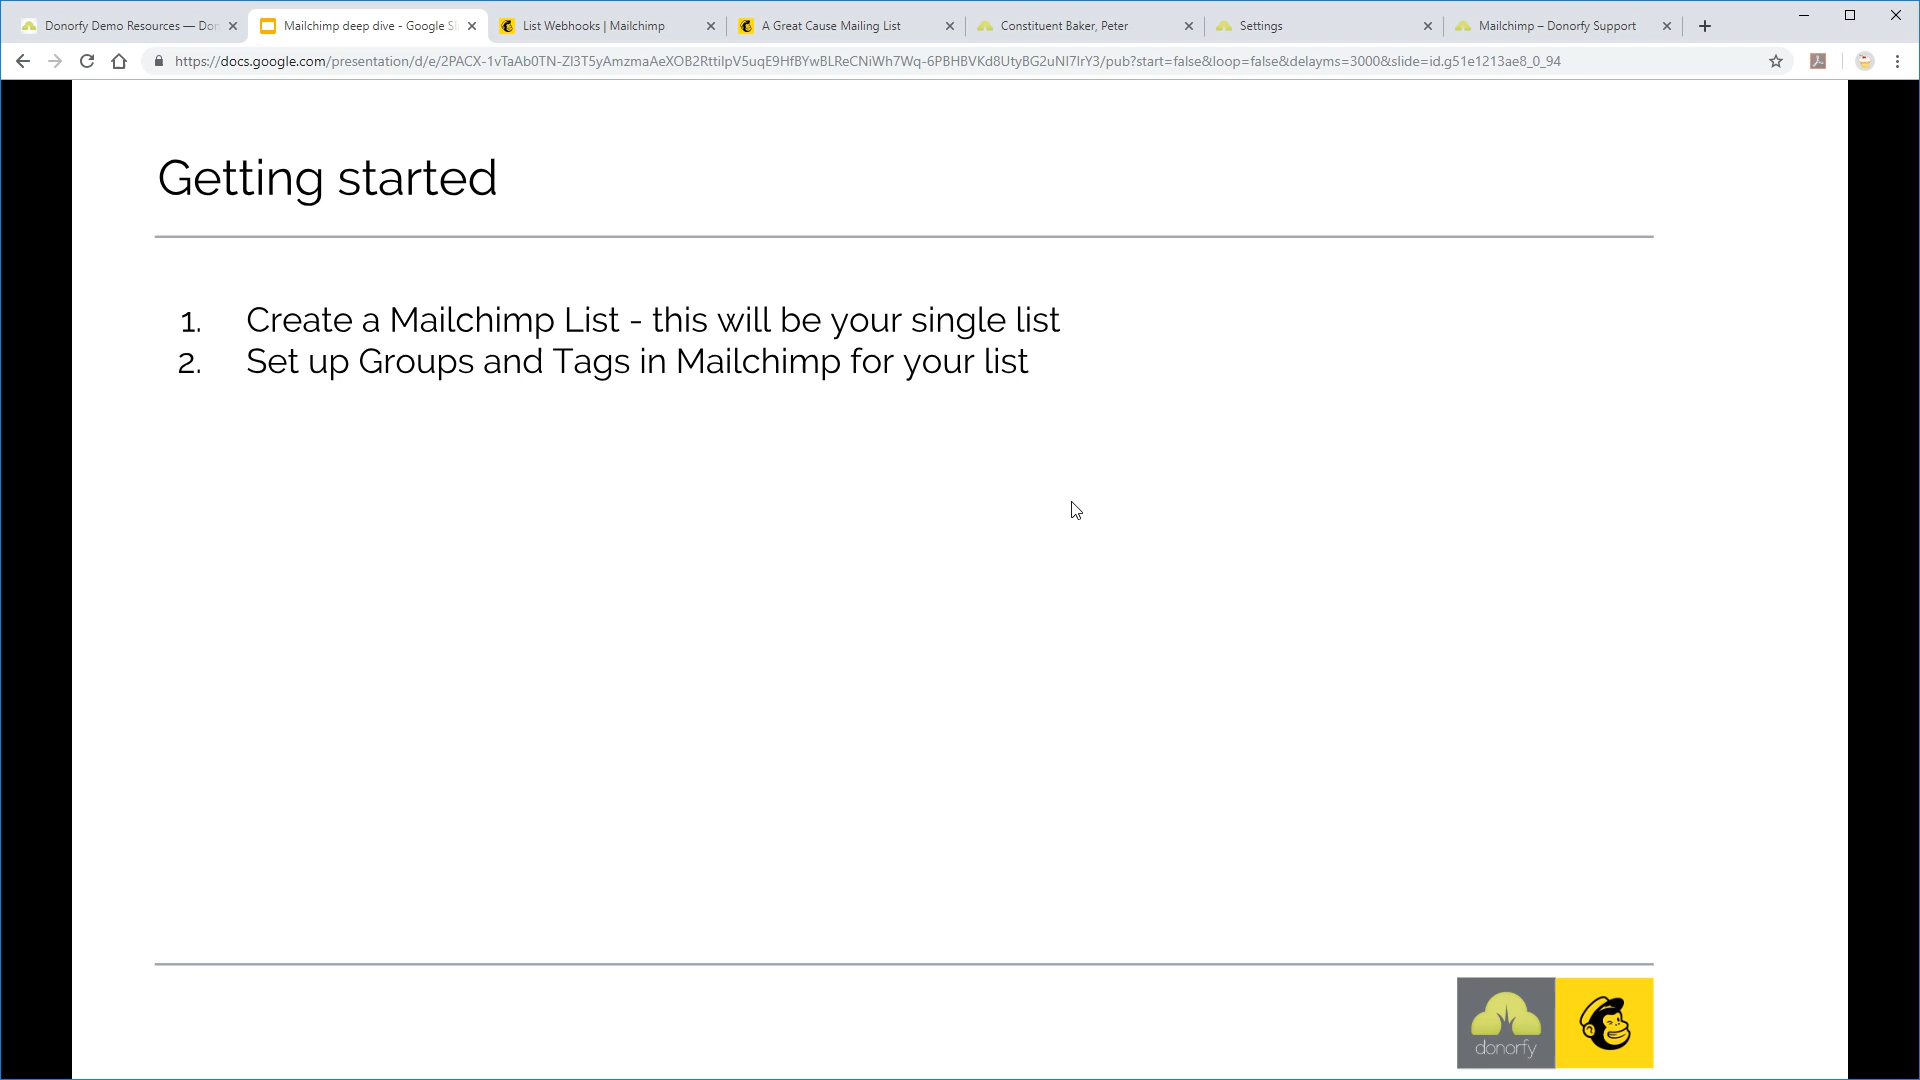 Donorfy Demo Resources — Don
Mailchimp deep dive - Google Sl
List Webhooks | Mailchimp
A Great Cause Mailing List
Constituent Baker, Peter
Settings
Mailchimp – Donorfy Support
https://docs.google.com/presentation/d/e/2PACX-1vTaAb0TN-ZI3T5yAmzmaAeXOB2RttilpV5uqE9HfBYwBLReCNiWh7Wq-6PBHBVKd8UtyBG2uNI7IrY3/pub?start=false&loop=false&delayms=3000&slide=id.g51e1213ae8_0_94
Getting started
1. Create a Mailchimp List - this will be your single list
2. Set up Groups and Tags in Mailchimp for your list
donorfy